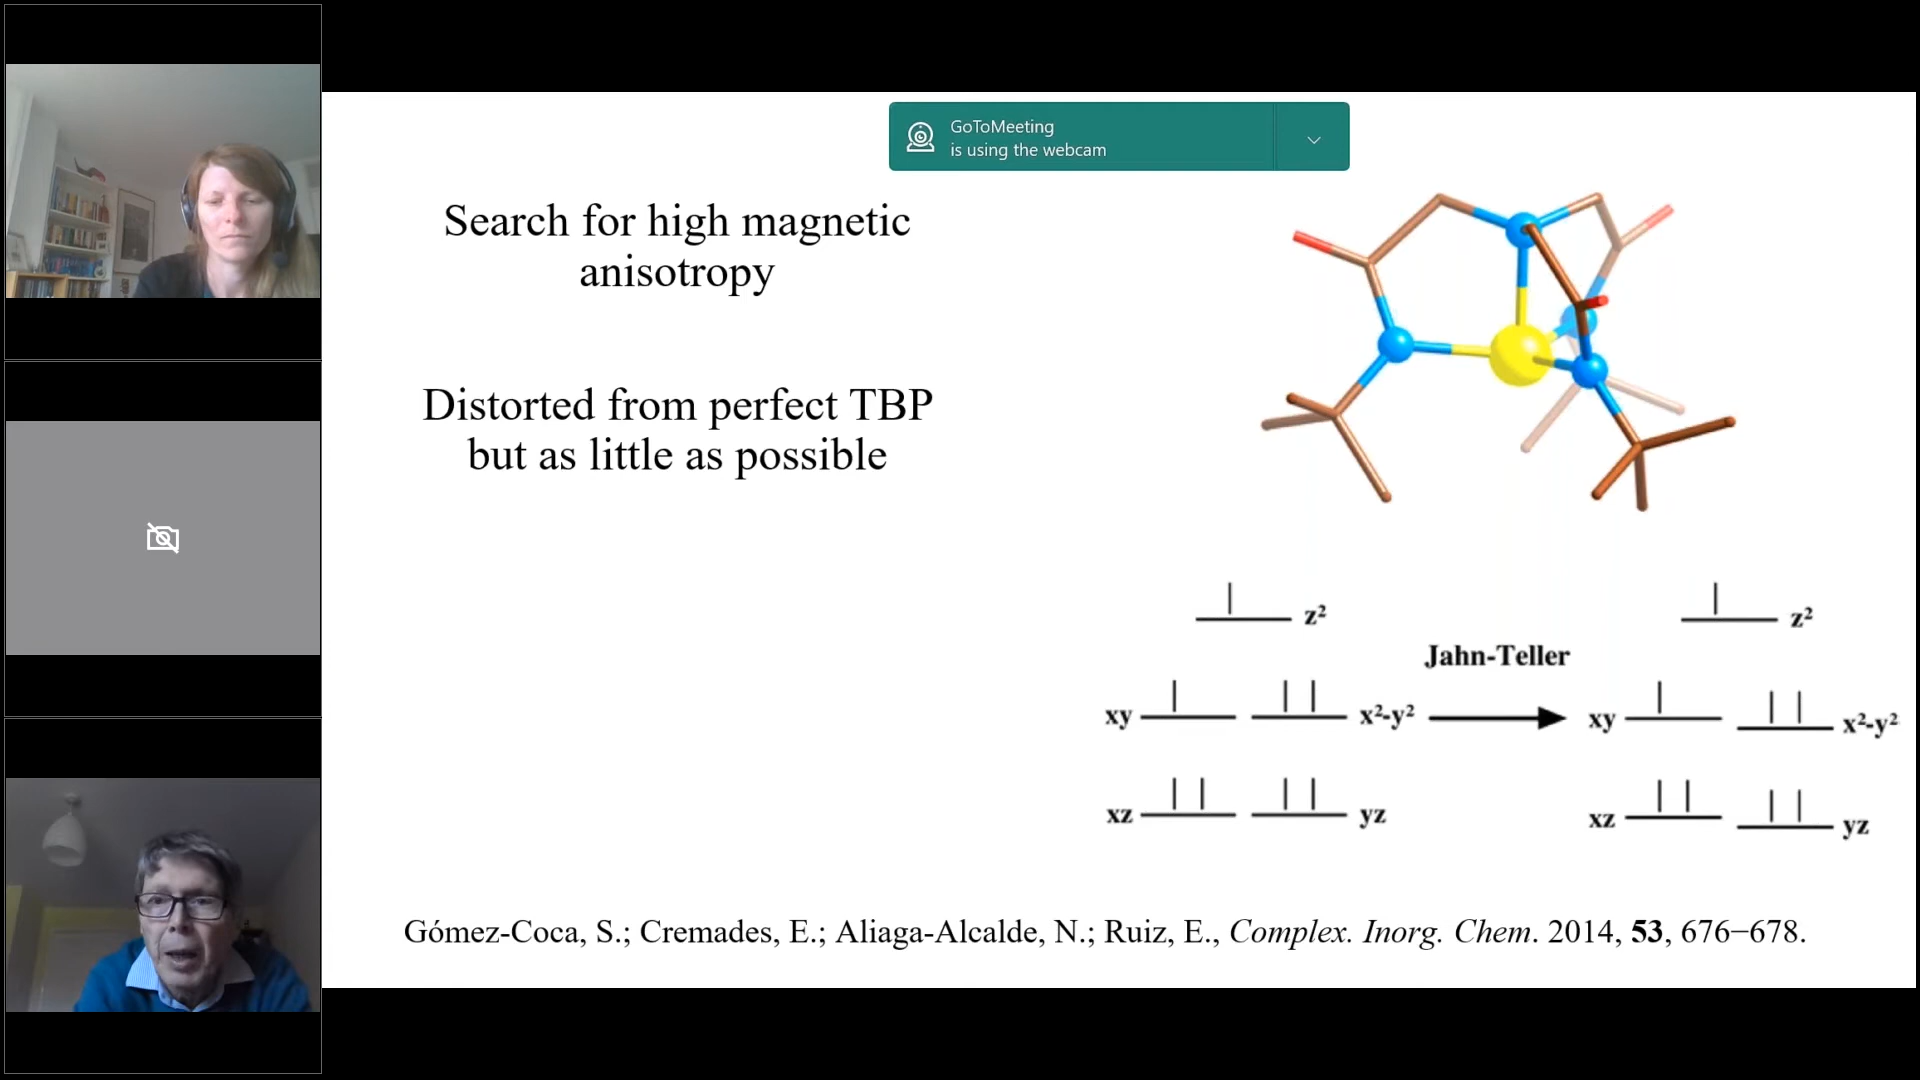 GoToMeeting
is using the webcam
Search for high magnetic
anisotropy
Distorted from perfect TBP
but as little as possible
z²
z²
Jahn-Teller
xy
x²-y²
xy
x²-y²
xz
yz
xz
yz
Gómez-Coca, S.; Cremades, E.; Aliaga-Alcalde, N.; Ruiz, E., Complex. Inorg. Chem. 2014, 53, 676−678.